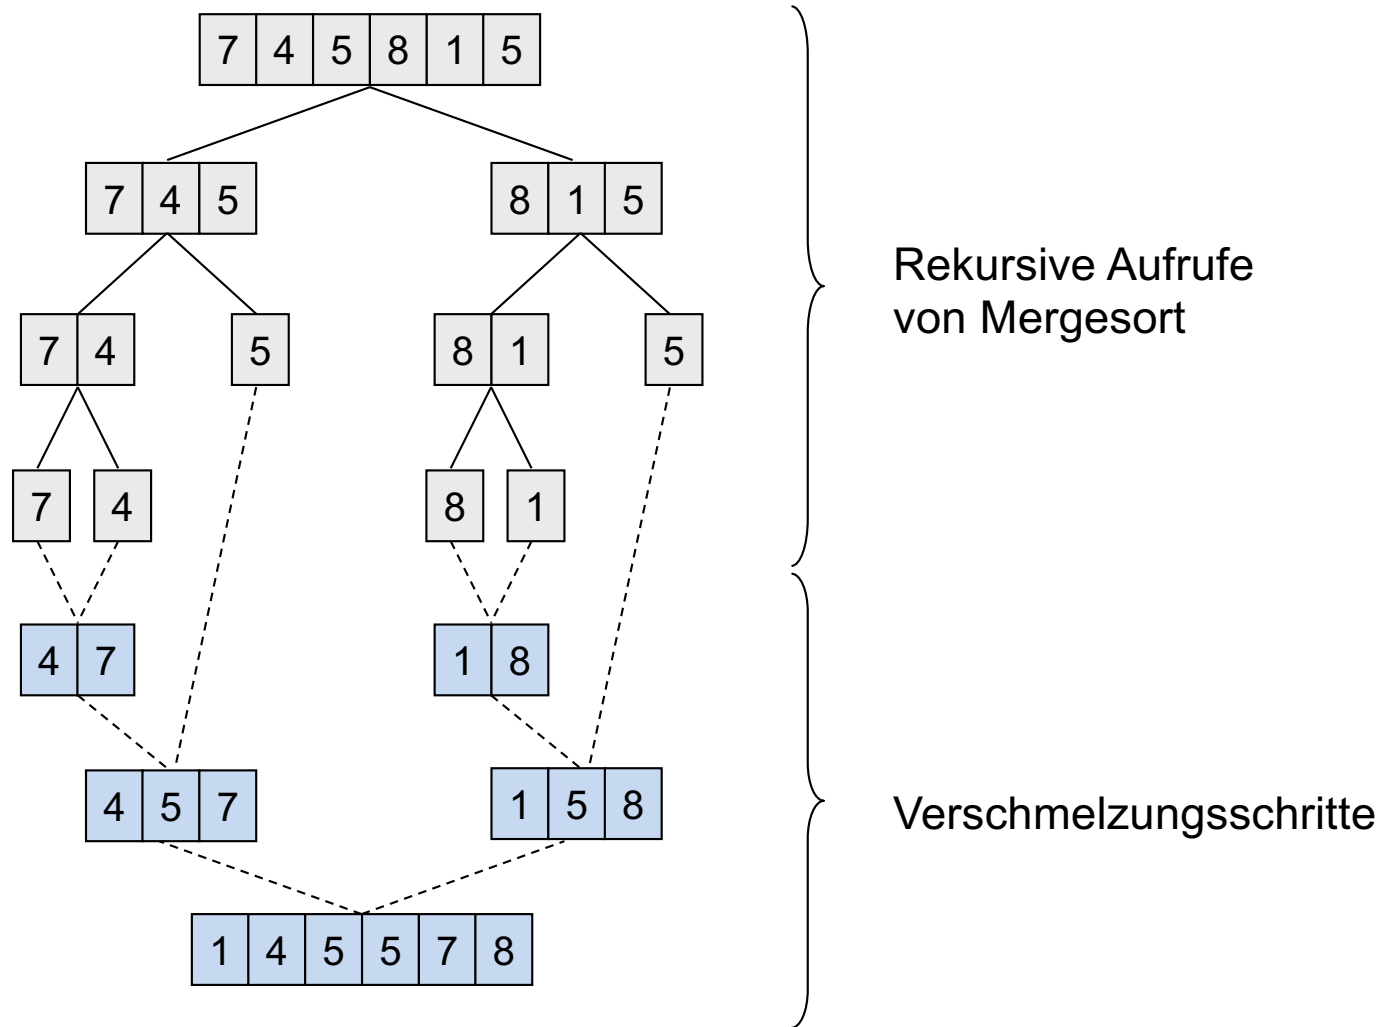 7 4 5 8 1 5
7 4 5
8 1 5
Rekursive Aufrufe
von Mergesort
7 4
5
8 1
5
7
4
8
1
4 7
1 8
4 5 7
1 5 8
Verschmelzungsschritte
1 4 5 5 7 8